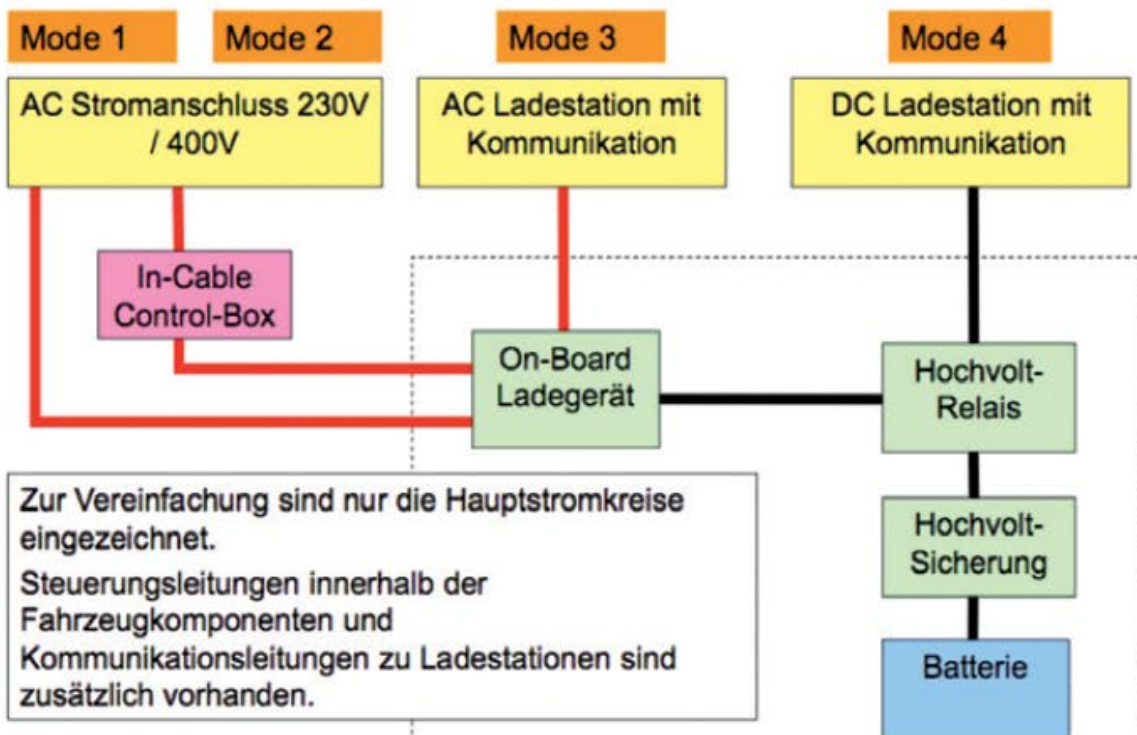 Mode 1
Mode 2
Mode 3
Mode 4
AC Stromanschluss 230V
/ 400V
AC Ladestation mit
Kommunikation
DC Ladestation mit
Kommunikation
In-Cable
Control-Box
On-Board
Ladegerät
Hochvolt-
Relais
Zur Vereinfachung sind nur die Hauptstromkreise
eingezeichnet.
Steuerungsleitungen innerhalb der
Fahrzeugkomponenten und
Kommunikationsleitungen zu Ladestationen sind
zusätzlich vorhanden.
Hochvolt-
Sicherung
Batterie